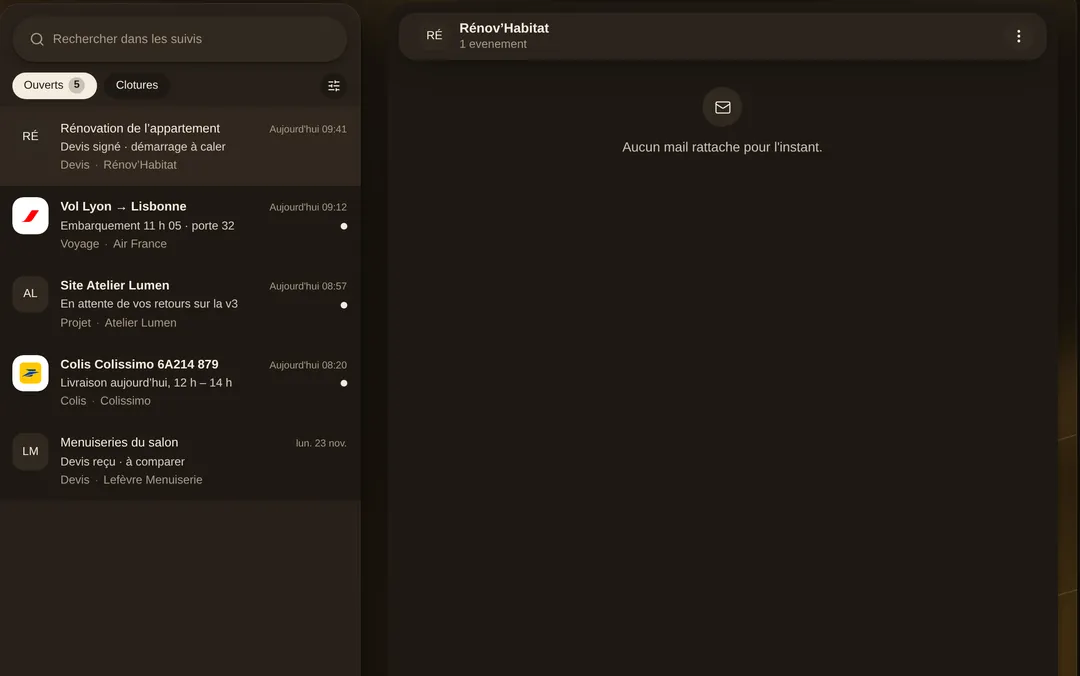 Rechercher dans les suivis
Ouverts 5
Clotures
RÉ
Rénovation de l'appartement
Aujourd'hui 09:41
Devis signé · démarrage à caler
Devis · Rénov'Habitat
Vol Lyon → Lisbonne
Aujourd'hui 09:12
Embarquement 11 h 05 · porte 32
Voyage · Air France
AL
Site Atelier Lumen
Aujourd'hui 08:57
En attente de vos retours sur la v3
Projet · Atelier Lumen
Colis Colissimo 6A214 879
Aujourd'hui 08:20
Livraison aujourd'hui, 12 h – 14 h
Colis · Colissimo
LM
Menuiseries du salon
lun. 23 nov.
Devis reçu · à comparer
Devis · Lefèvre Menuiserie
RÉ
Rénov'Habitat
1 evenement
Aucun mail rattache pour l'instant.